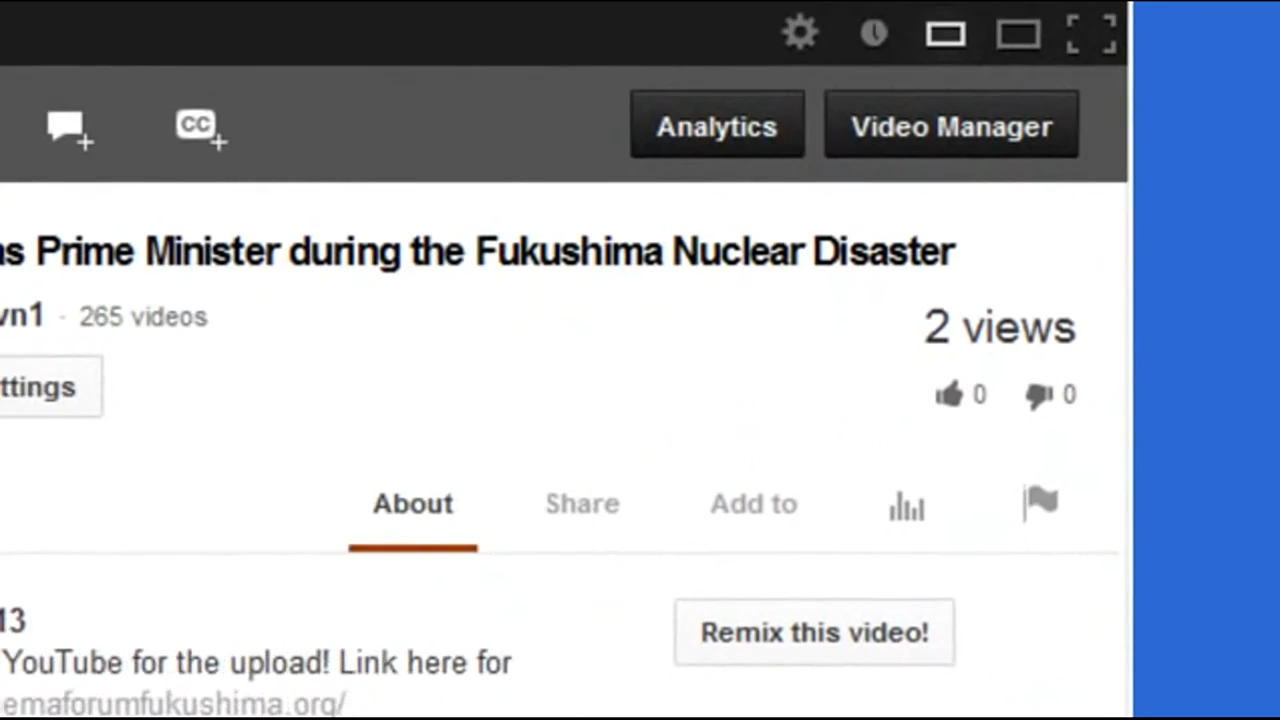 CC
Analytics Video Manager
as Prime Minister during the Fukushima Nuclear Disaster
vn1 · 265 videos
2 views
ttings
0 0
About Share Add to
13
Remix this video!
YouTube for the upload! Link here for
emaforumfukushima.org/